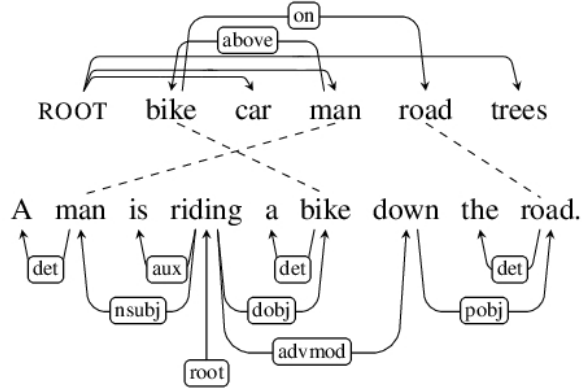 on
above
ROOT bike car man road trees
A man is riding a bike down the road.
det aux det det
nsubj dobj pobj
advmod
root